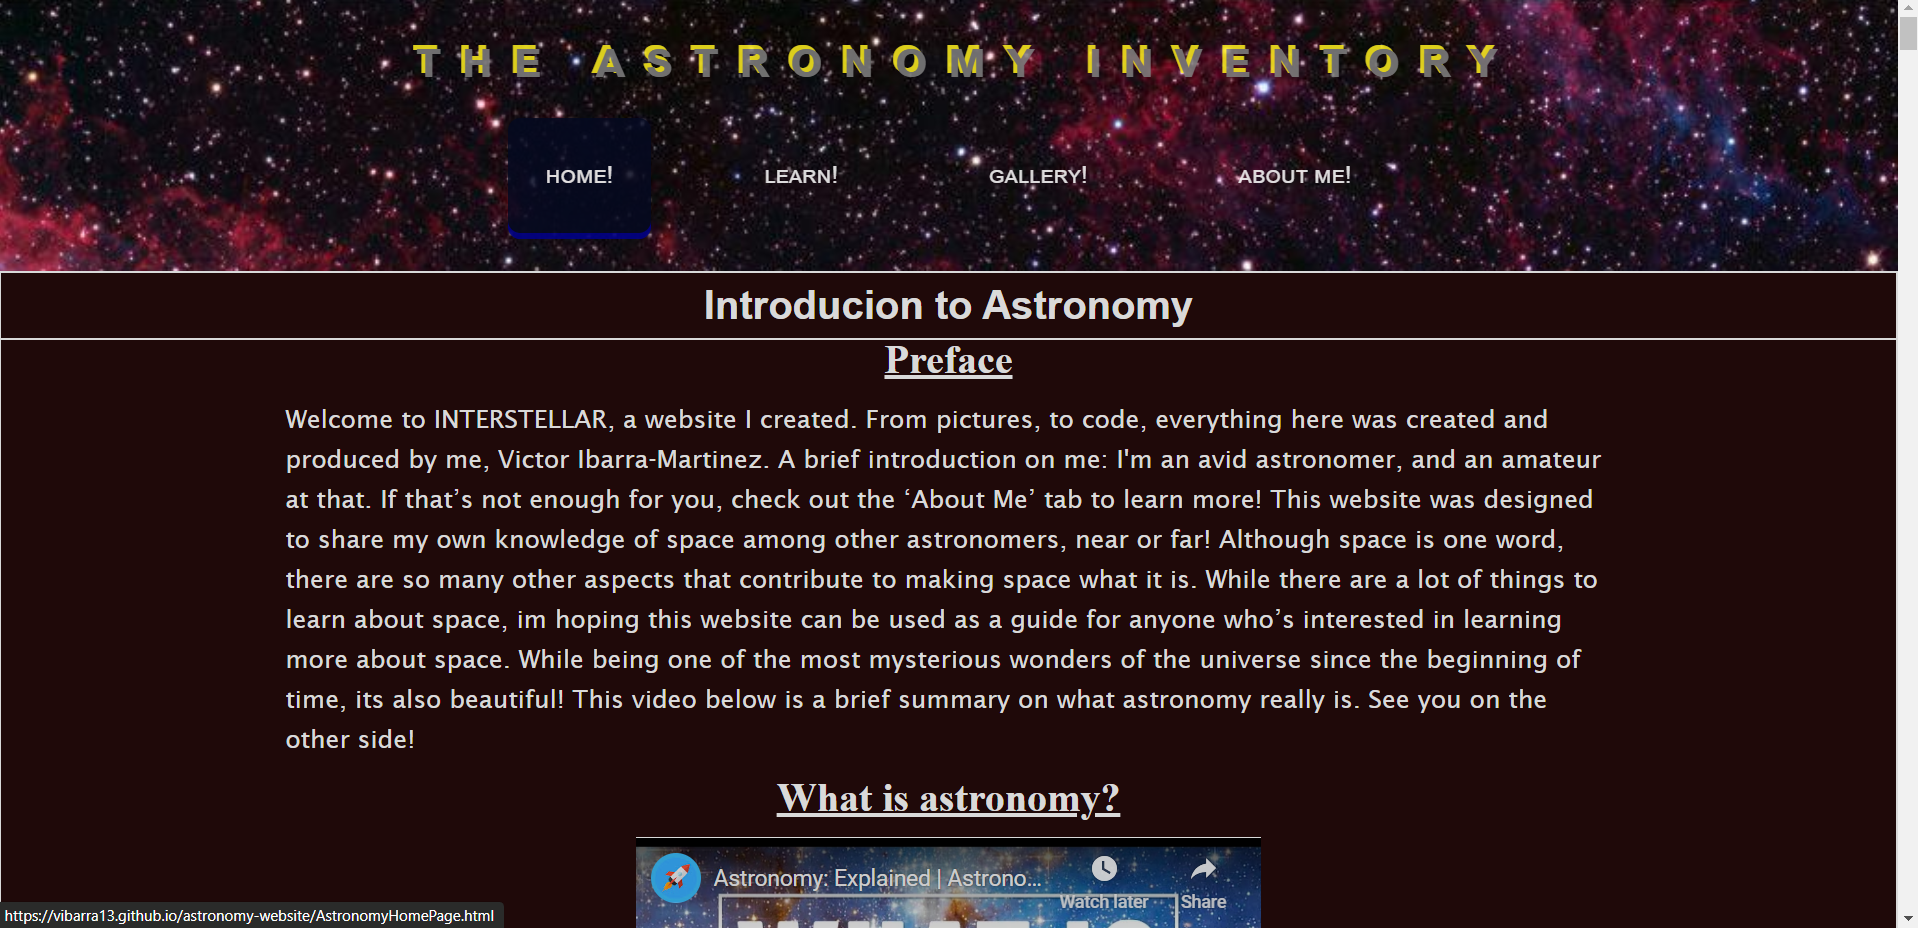 THE ASTRONOMY INVENTORY
HOME!
LEARN!
GALLERY!
ABOUT ME!
Introducion to Astronomy
Preface
Welcome to INTERSTELLAR, a website I created. From pictures, to code, everything here was created and
produced by me, Victor Ibarra-Martinez. A brief introduction on me: I'm an avid astronomer, and an amateur
at that. If that’s not enough for you, check out the ‘About Me’ tab to learn more! This website was designed
to share my own knowledge of space among other astronomers, near or far! Although space is one word,
there are so many other aspects that contribute to making space what it is. While there are a lot of things to
learn about space, im hoping this website can be used as a guide for anyone who’s interested in learning
more about space. While being one of the most mysterious wonders of the universe since the beginning of
time, its also beautiful! This video below is a brief summary on what astronomy really is. See you on the
other side!
What is astronomy?
Astronomy: Explained | Astrono...
Watch later
Share
WHAT IS
https://vibarra13.github.io/astronomy-website/AstronomyHomePage.html